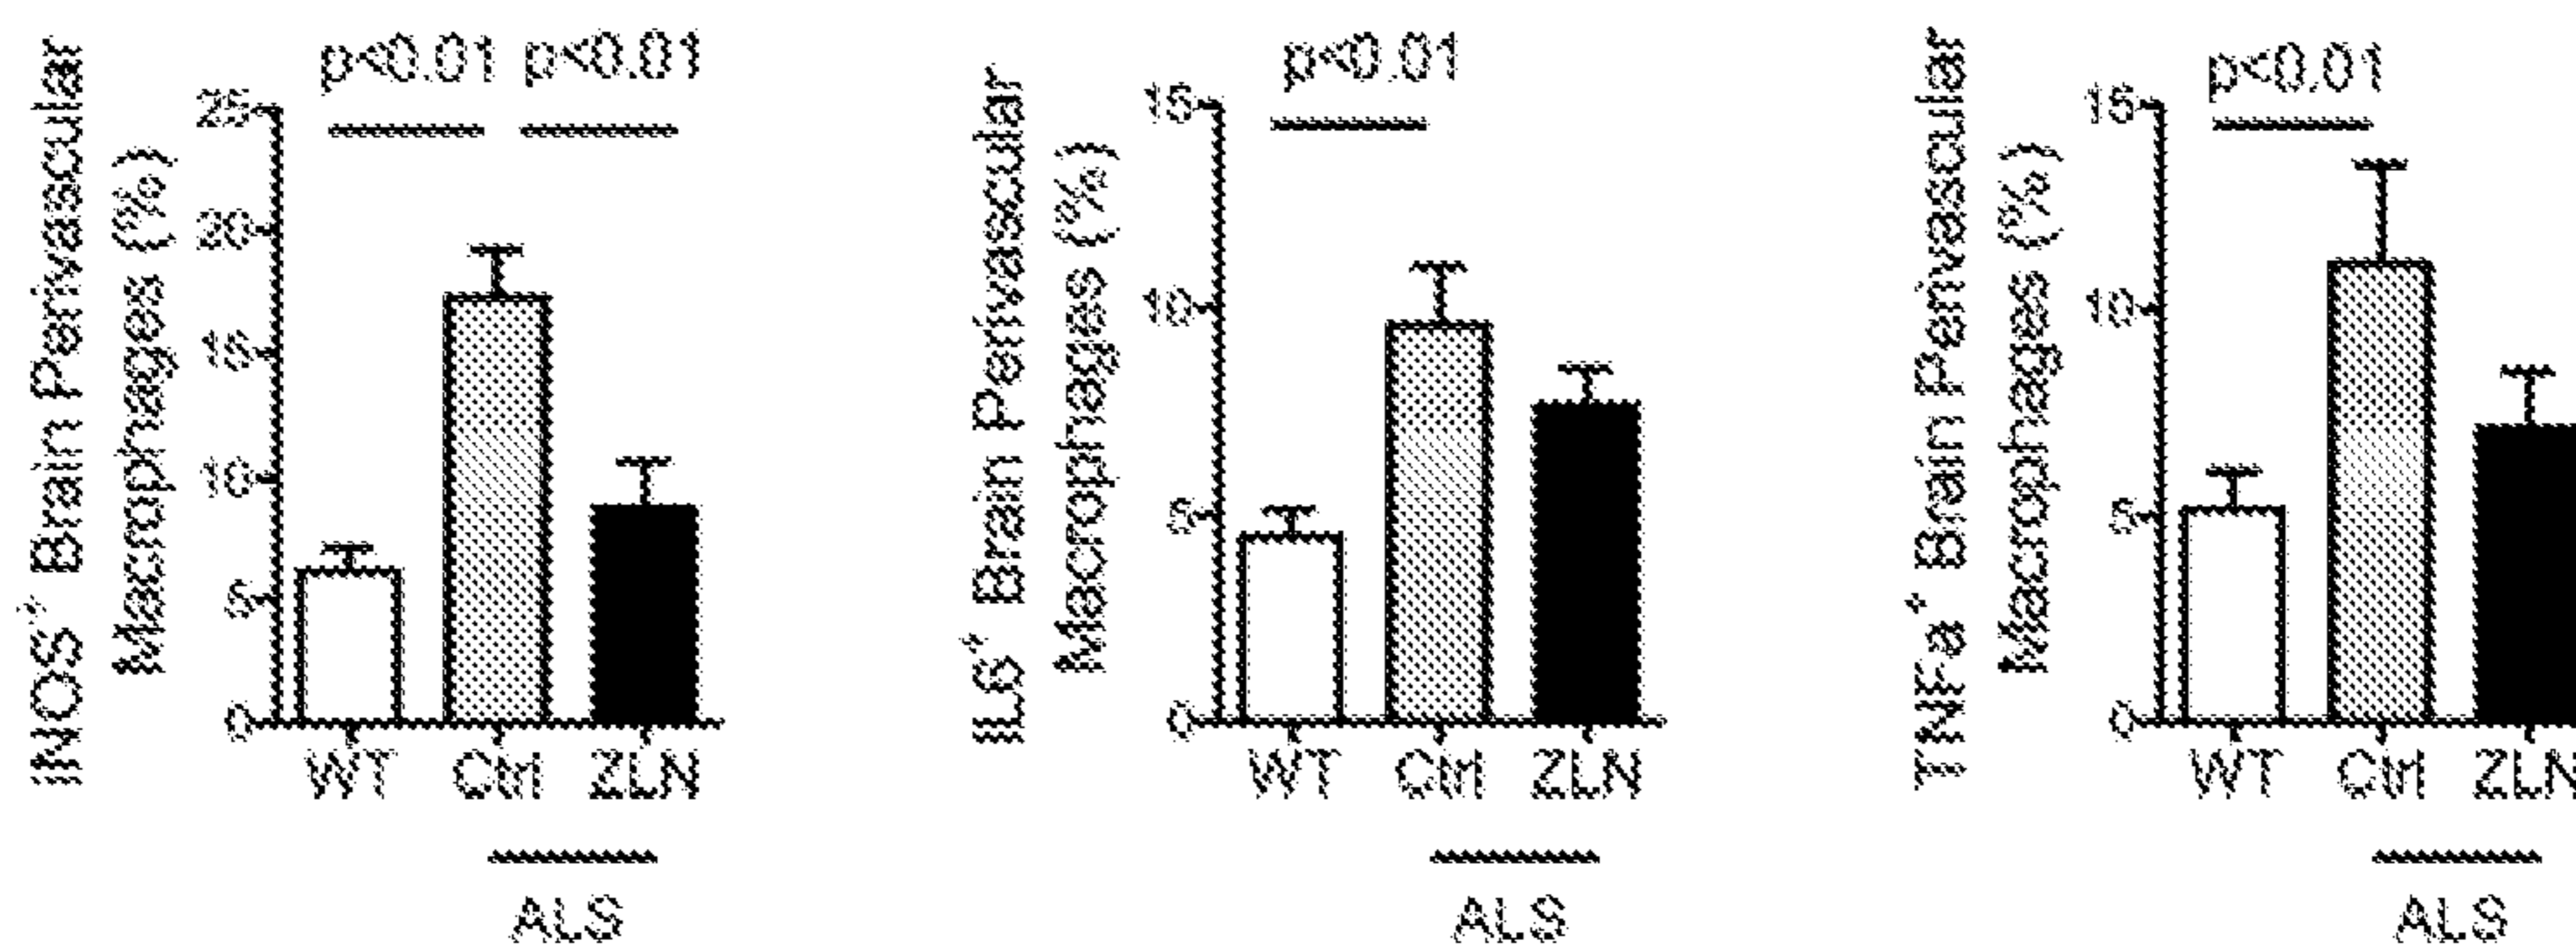 iNOS⁺ Brain Perivascular
Macrophages (%)
p<0.01 p<0.01
25
20
15
10
5
0
WT Ctrl ZLN
ALS
IL6⁺ Brain Perivascular
Macrophages (%)
p<0.01
15
10
5
0
WT Ctrl ZLN
ALS
TNFa⁺ Brain Perivascular
Macrophages (%)
p<0.01
15
10
5
0
WT Ctrl ZLN
ALS